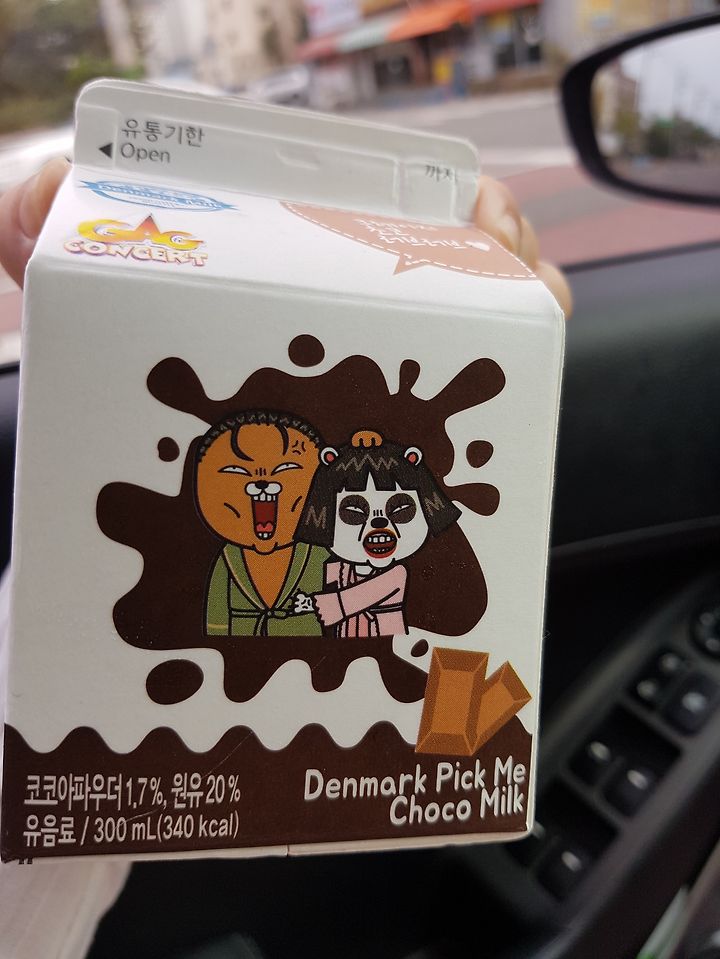 유통기한
◀ Open
까지
GAG
CONCERT
코코아파우더 1.7%, 원유 20%
유음료 / 300 mL(340 kcal)
Denmark Pick Me
Choco Milk